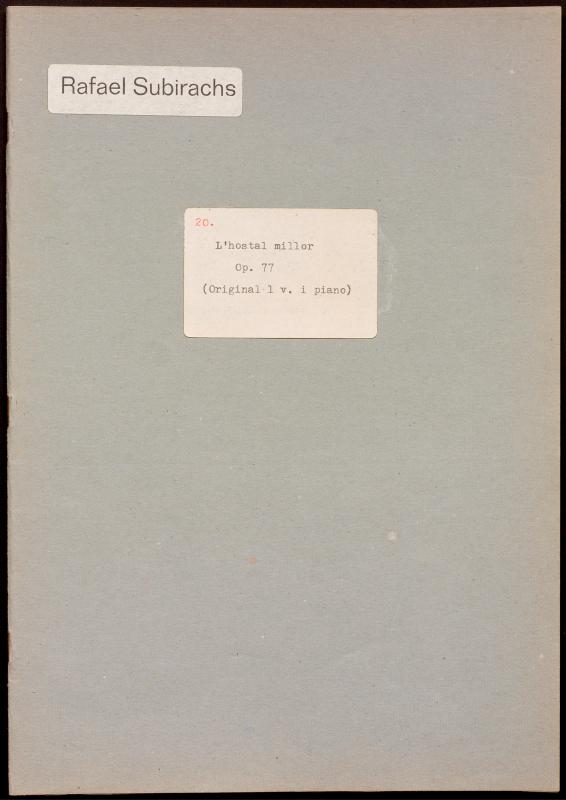 Rafael Subirachs
20.
L'hostal millor
Op. 77
(Original 1 v. i piano)